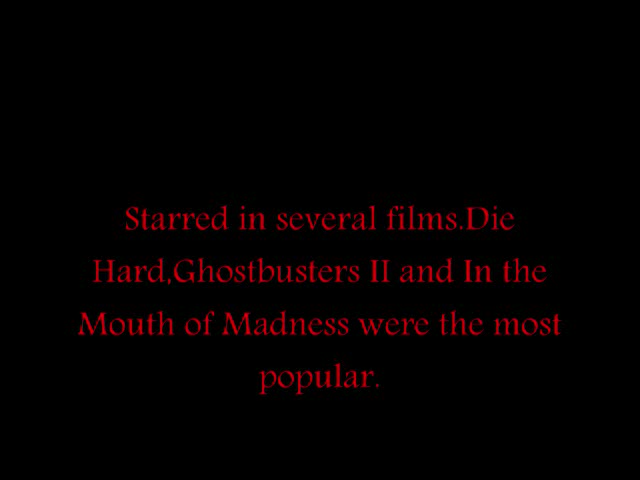 Starred in several films.Die
Hard,Ghostbusters II and In the
Mouth of Madness were the most
popular.